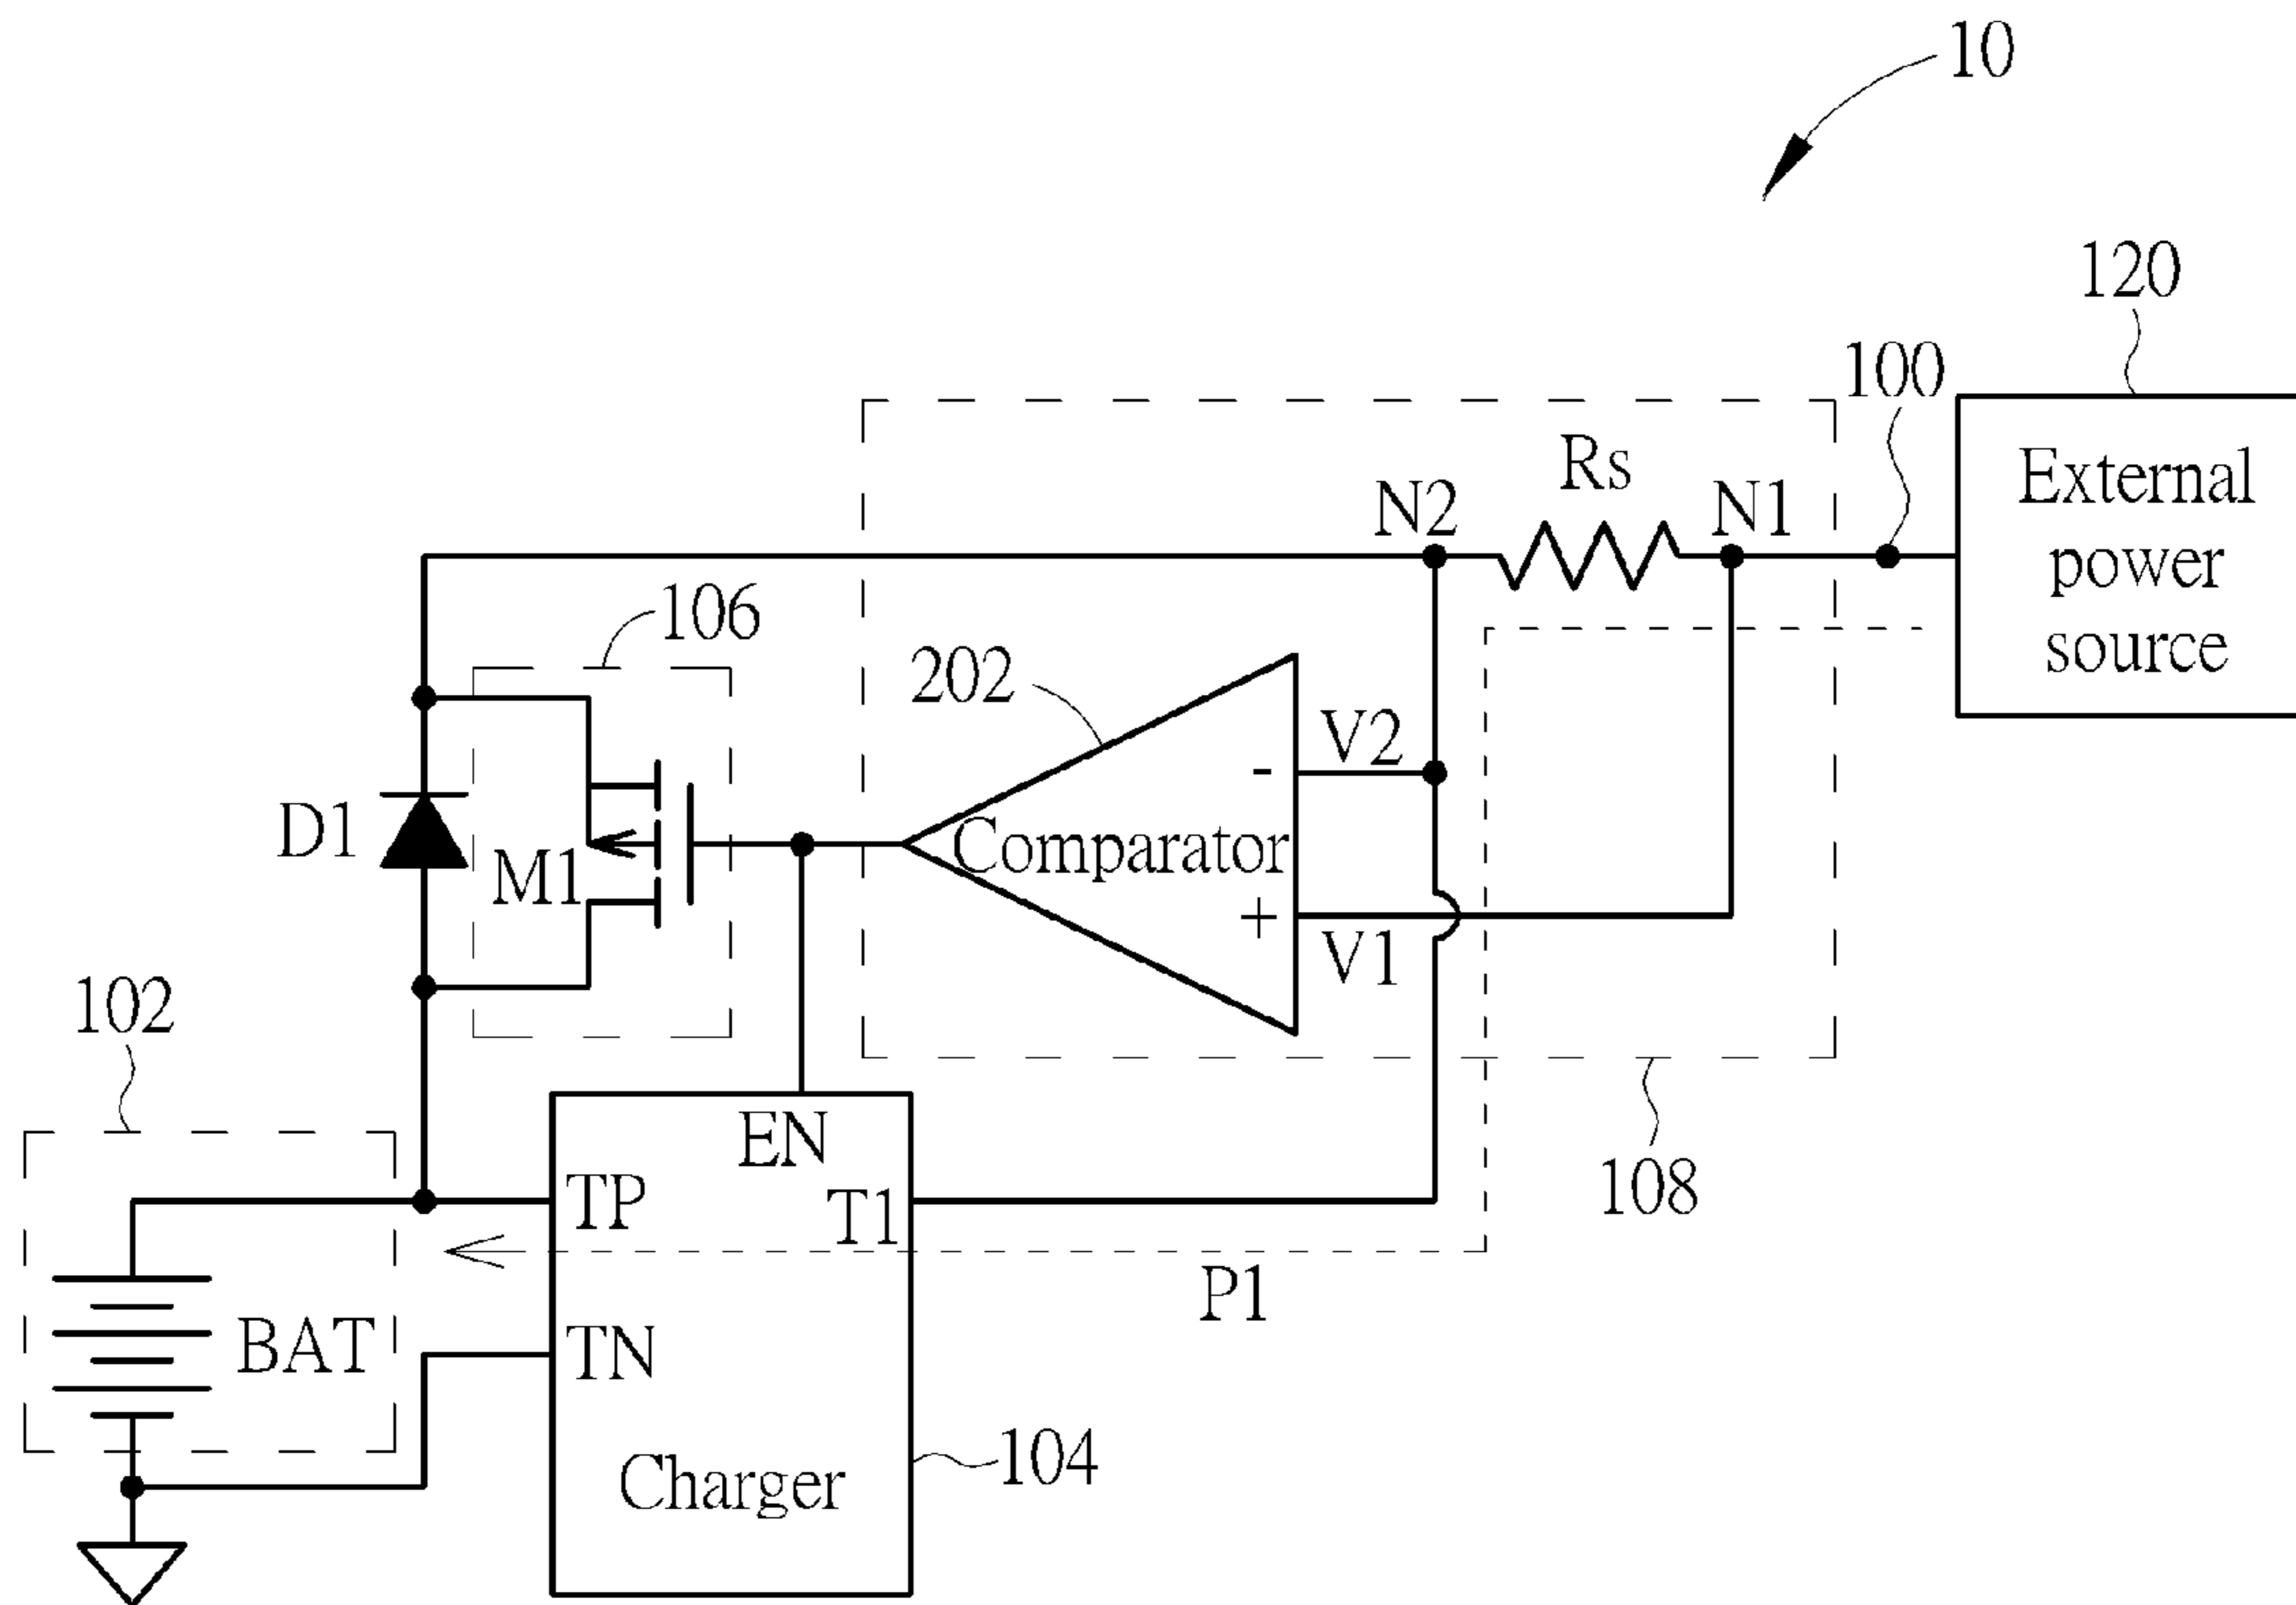 10
120
100
External
power
source
Rs
N2
N1
106
202
V2
-
D1
M1
Comparator
+
V1
102
EN
TP
T1
108
P1
BAT
TN
Charger
104